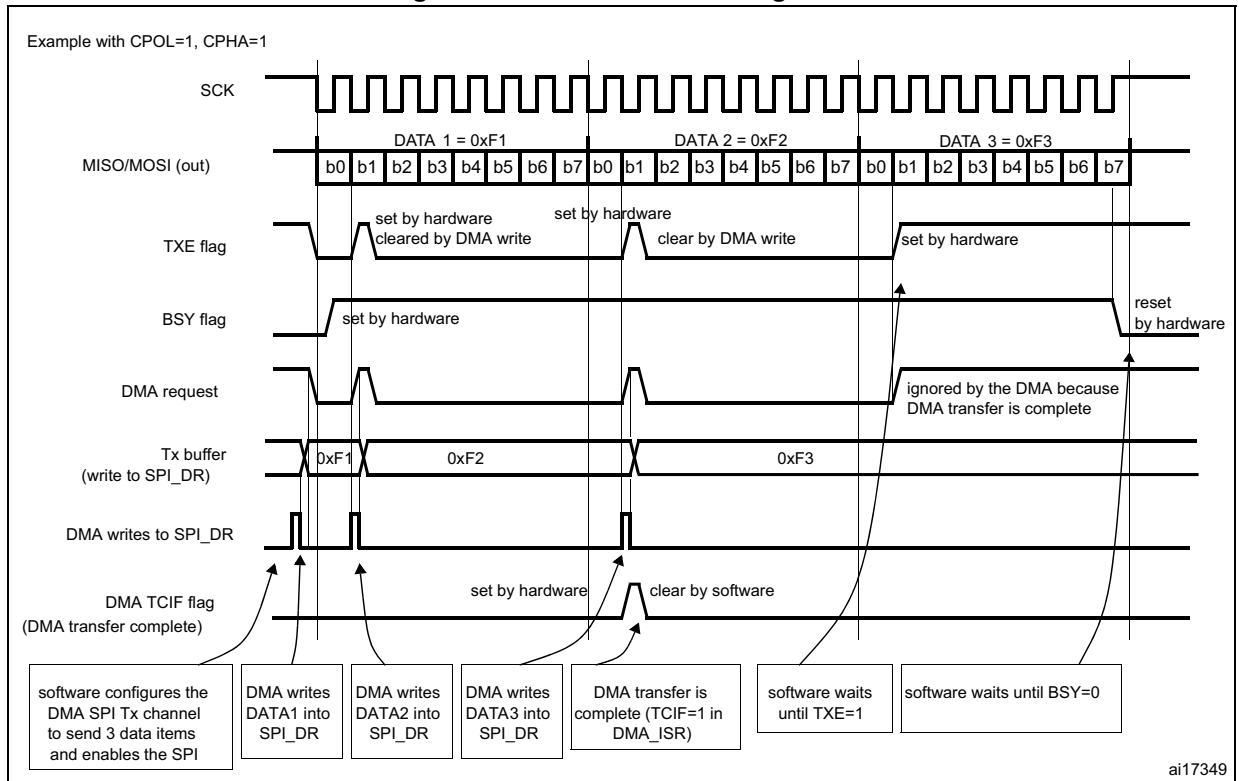 Example with CPOL=1, CPHA=1
SCK
DATA 1 = 0xF1
DATA 2 = 0xF2
DATA 3 = 0xF3
MISO/MOSI (out)
b0 b1 b2 b3 b4 b5 b6 b7 b0 b1 b2 b3 b4 b5 b6 b7 b0 b1 b2 b3 b4 b5 b6 b7
TXE flag
set by hardware
cleared by DMA write
set by hardware
clear by DMA write
set by hardware
BSY flag
set by hardware
reset
by hardware
DMA request
ignored by the DMA because
DMA transfer is complete
Tx buffer
(write to SPI_DR)
0xF1
0xF2
0xF3
DMA writes to SPI_DR
DMA TCIF flag
(DMA transfer complete)
set by hardware
clear by software
software configures the
DMA SPI Tx channel
to send 3 data items
and enables the SPI
DMA writes
DATA1 into
SPI_DR
DMA writes
DATA2 into
SPI_DR
DMA writes
DATA3 into
SPI_DR
DMA transfer is
complete (TCIF=1 in
DMA_ISR)
software waits
until TXE=1
software waits until BSY=0
ai17349